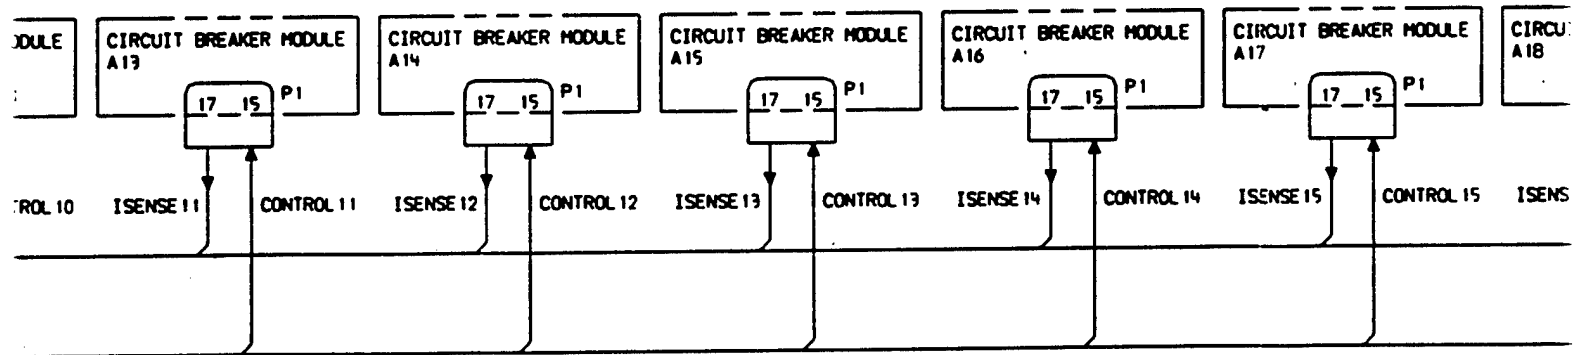 CIRCUIT BREAKER MODULE
A13
17 15 P1
ISENSE 11 CONTROL 11
CIRCUIT BREAKER MODULE
A14
17 15 P1
ISENSE 12 CONTROL 12
CIRCUIT BREAKER MODULE
A15
17 15 P1
ISENSE 13 CONTROL 13
CIRCUIT BREAKER MODULE
A16
17 15 P1
ISENSE 14 CONTROL 14
CIRCUIT BREAKER MODULE
A17
17 15 P1
ISENSE 15 CONTROL 15
A18